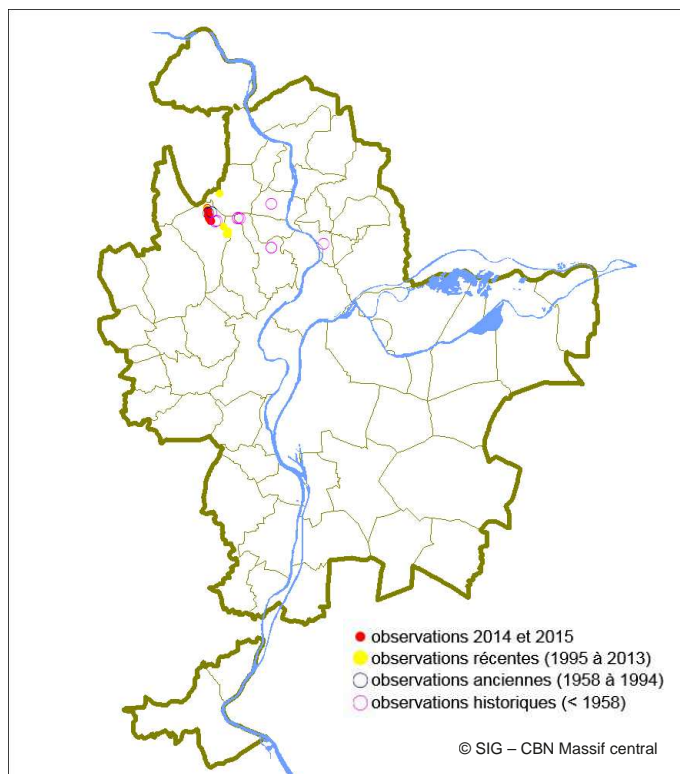 observations 2014 et 2015
observations récentes (1995 à 2013)
observations anciennes (1958 à 1994)
observations historiques (< 1958)
© SIG – CBN Massif central